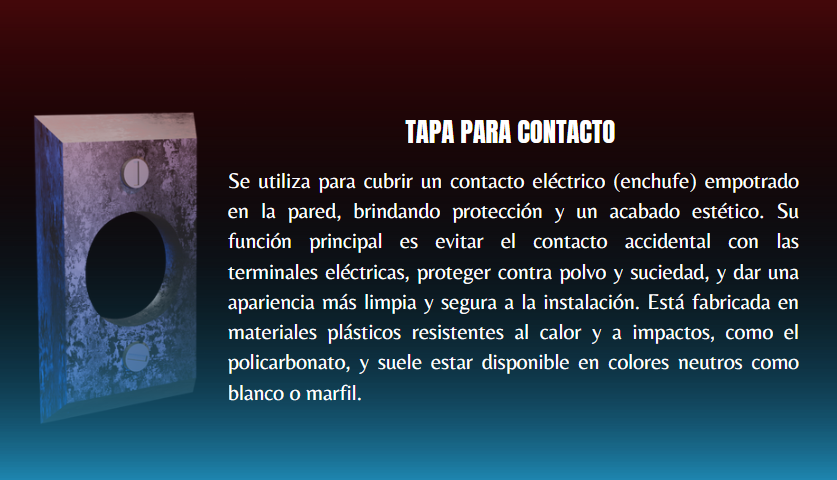 TAPA PARA CONTACTO
Se utiliza para cubrir un contacto eléctrico (enchufe) empotrado
en la pared, brindando protección y un acabado estético. Su
función principal es evitar el contacto accidental con las
terminales eléctricas, proteger contra polvo y suciedad, y dar una
apariencia más limpia y segura a la instalación. Está fabricada en
materiales plásticos resistentes al calor y a impactos, como el
policarbonato, y suele estar disponible en colores neutros como
blanco o marfil.